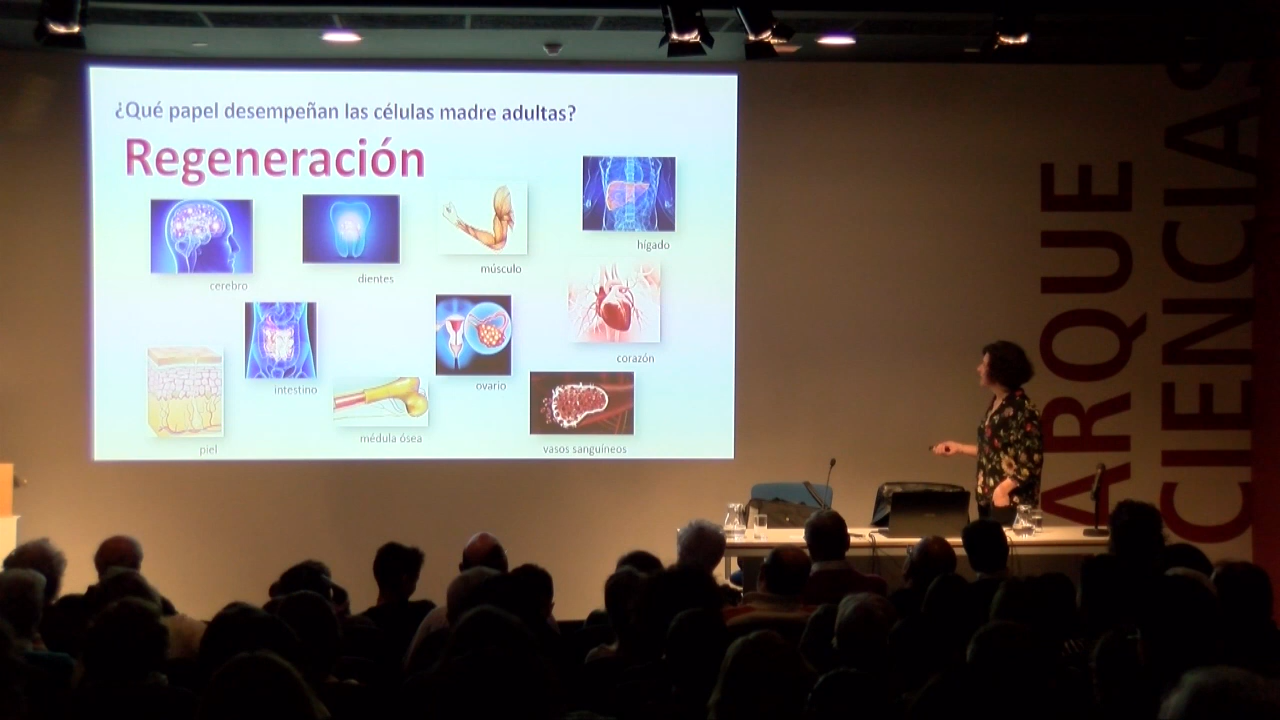 ¿Qué papel desempeñan las células madre adultas?
Regeneración
cerebro
dientes
músculo
hígado
intestino
ovario
corazón
piel
médula ósea
vasos sanguíneos
ARQUE
CIENCIAS